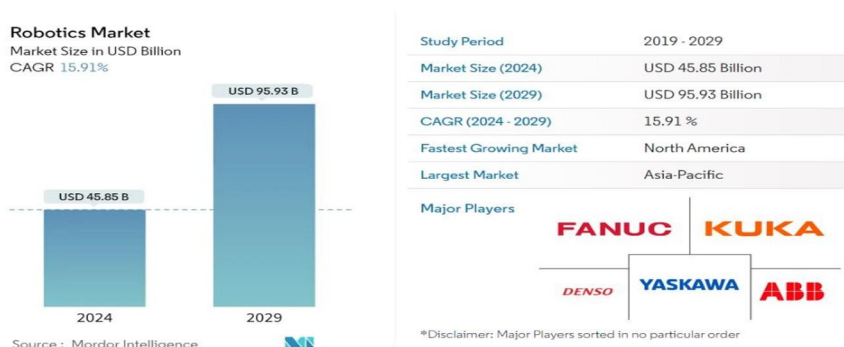 Robotics Market
Market Size in USD Billion
CAGR 15.91%
USD 95.93 B
USD 45.85 B
2024
2029
Source : Mordor Intelligence
Study Period
2019 - 2029
Market Size (2024)
USD 45.85 Billion
Market Size (2029)
USD 95.93 Billion
CAGR (2024 - 2029)
15.91 %
Fastest Growing Market
North America
Largest Market
Asia-Pacific
Major Players
FANUC
KUKA
DENSO
YASKAWA
ABB
*Disclaimer: Major Players sorted in no particular order